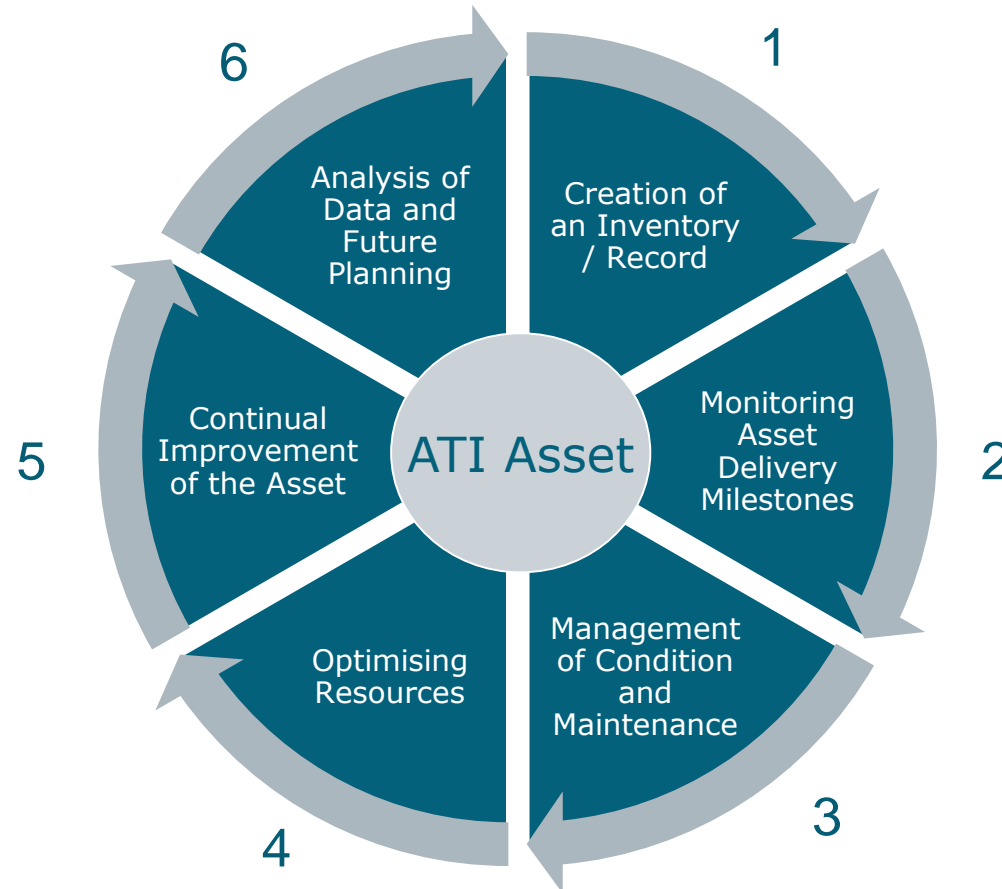 6
1
Analysis of
Data and
Future
Planning
Creation of
an Inventory
/ Record
Continual
Improvement
of the Asset
5
ATI Asset
Monitoring
Asset
Delivery
Milestones
2
Optimising
Resources
Management
of Condition
and
Maintenance
4
3